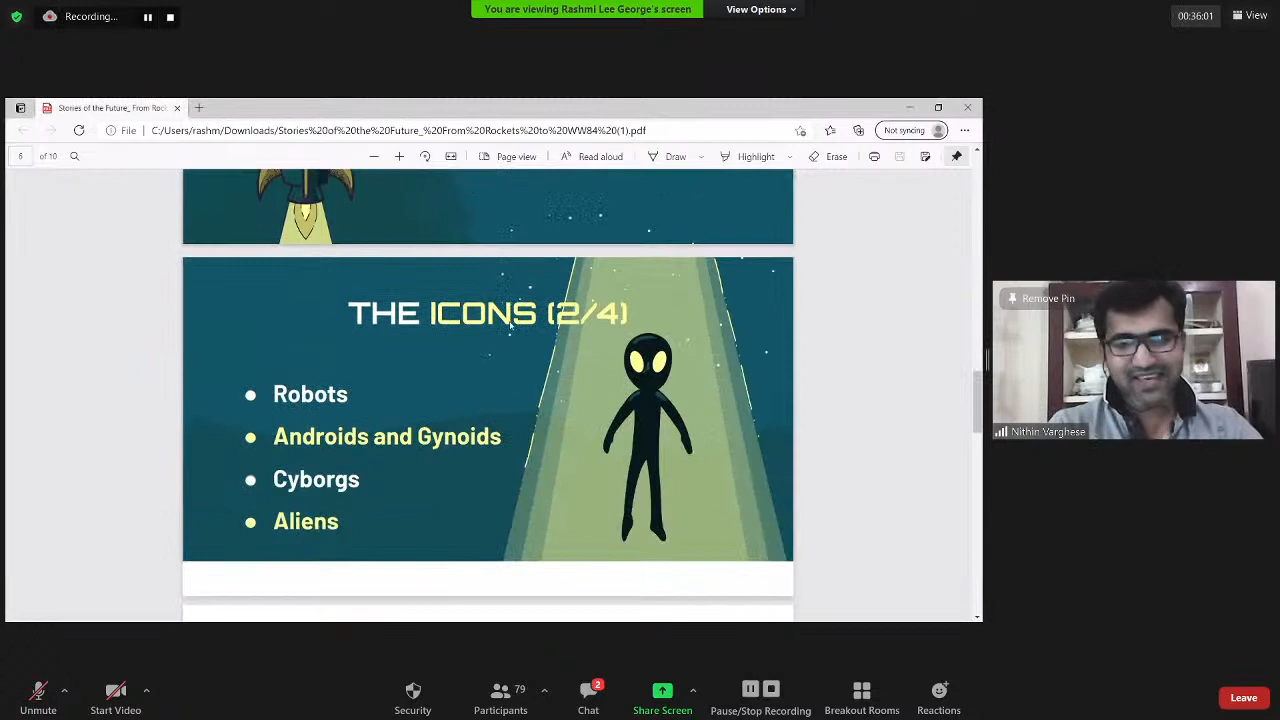 Recording...
You are viewing Rashmi Lee George's screen
View Options
00:36:01
View
Stories of the Future_ From Roc
File
C:/Users/rashm/Downloads/Stories%20of%20the%20Future_%20From%20Rockets%20to%20WW84%20(1).pdf
Not syncing
6 of 10
Page view
Read aloud
Draw
Highlight
Erase
THE ICONS (2/4)
Robots
Androids and Gynoids
Cyborgs
Aliens
Remove Pin
Nithin Varghese
Unmute
Start Video
Security
Participants
79
Chat
2
Share Screen
Pause/Stop Recording
Breakout Rooms
Reactions
Leave